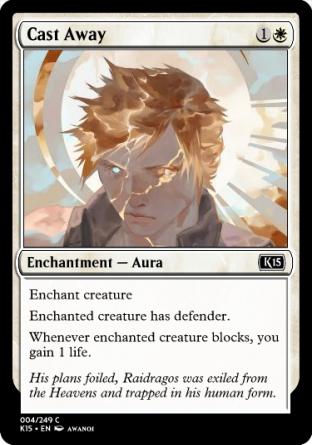 Cast Away 1
K15
Enchantment — Aura
Enchant creature
Enchanted creature has defender.
Whenever enchanted creature blocks, you
gain 1 life.
His plans foiled, Raidragos was exiled from
the Heavens and trapped in his human form.
004/249 C
K15 • EN AWANOI